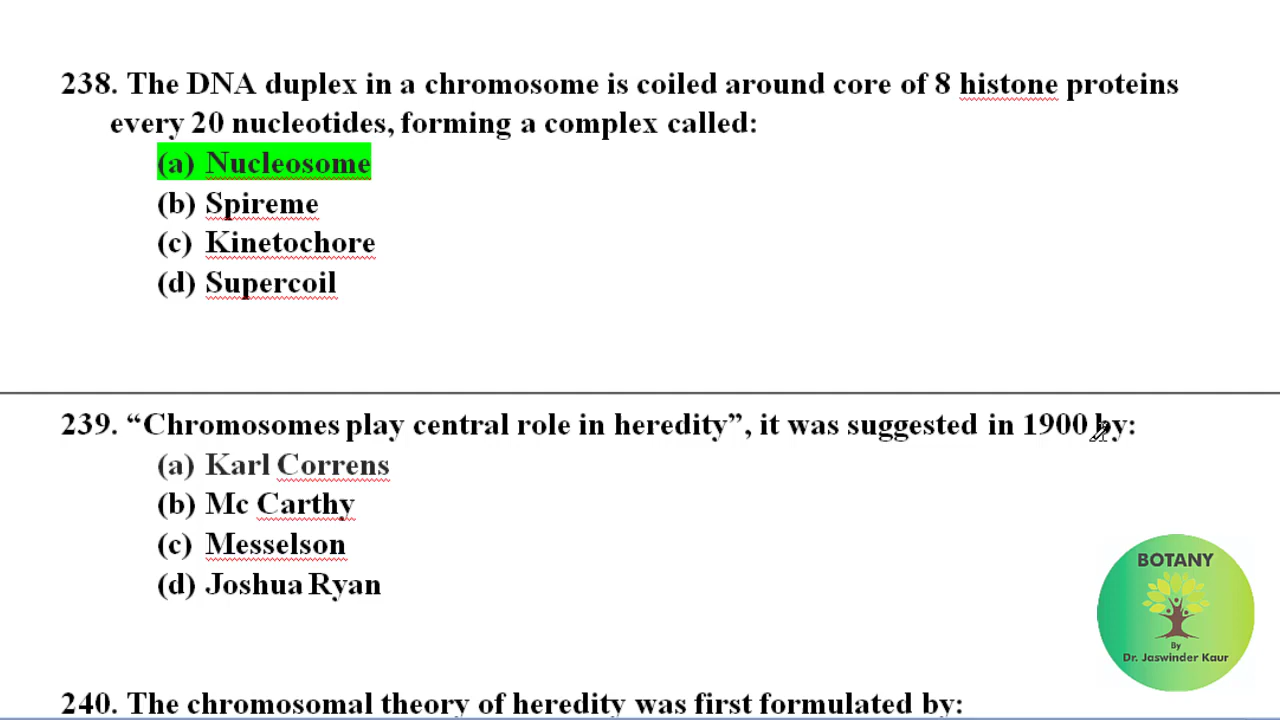 238. The DNA duplex in a chromosome is coiled around core of 8 histone proteins
every 20 nucleotides, forming a complex called:
(a) Nucleosome
(b) Spireme
(c) Kinetochore
(d) Supercoil
239. “Chromosomes play central role in heredity”, it was suggested in 1900 by:
(a) Karl Correns
(b) Mc Carthy
(c) Messelson
(d) Joshua Ryan
BOTANY
By
Dr. Jaswinder Kaur
240. The chromosomal theory of heredity was first formulated by: